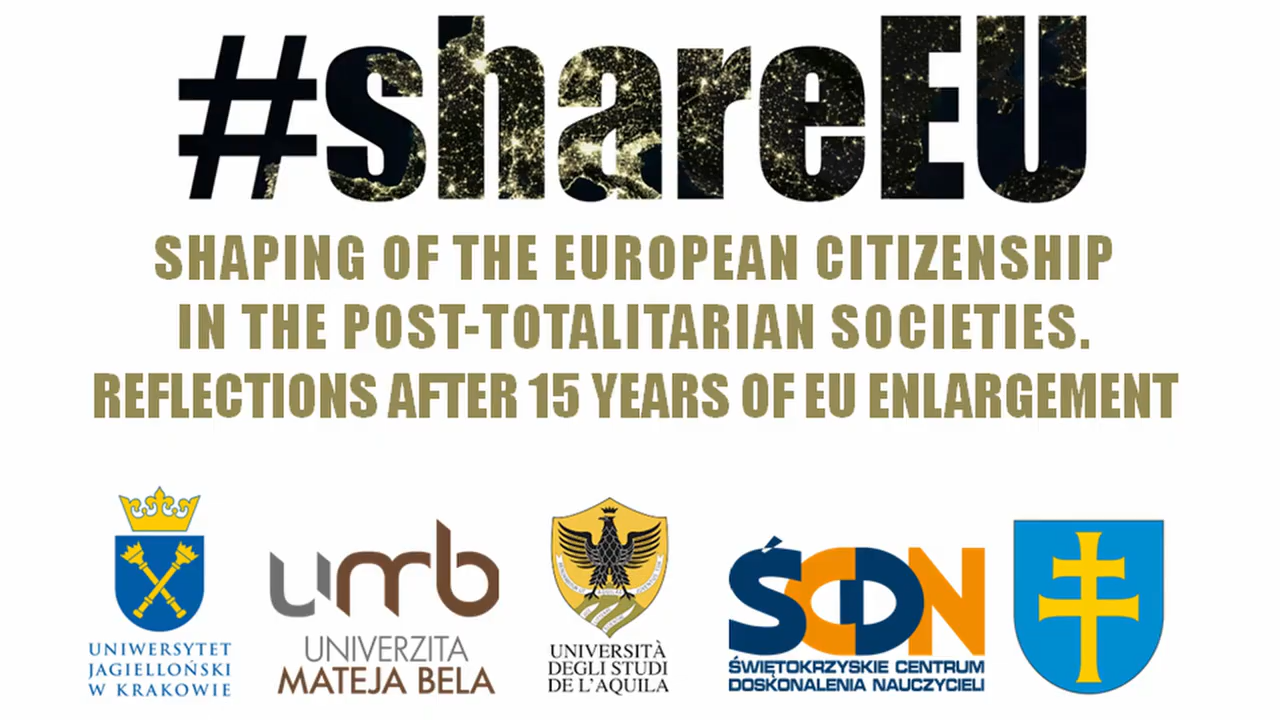 #shareEU
SHAPING OF THE EUROPEAN CITIZENSHIP
IN THE POST-TOTALITARIAN SOCIETIES.
REFLECTIONS AFTER 15 YEARS OF EU ENLARGEMENT
UNIWERSYTET
JAGIELLOŃSKI
W KRAKOWIE
umb
UNIVERZITA
MATEJA BELA
UNIVERSITÀ
DEGLI STUDI
DE L'AQUILA
ŚCDN
ŚWIĘTOKRZYSKIE CENTRUM
DOSKONALENIA NAUCZYCIELI